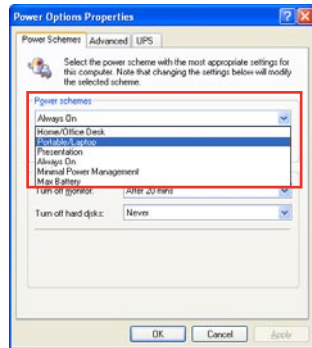 Power Options Properties
Power Schemes Advanced UPS
Select the power scheme with the most appropriate settings for
this computer. Note that changing the settings below will modify
the selected scheme.
Power schemes
Always On
Home/Office Desk
Portable/Laptop
Presentation
Always On
Minimal Power Management
Max Battery
Turn off monitor: After 20 mins
Turn off hard disks: Never
OK Cancel Apply